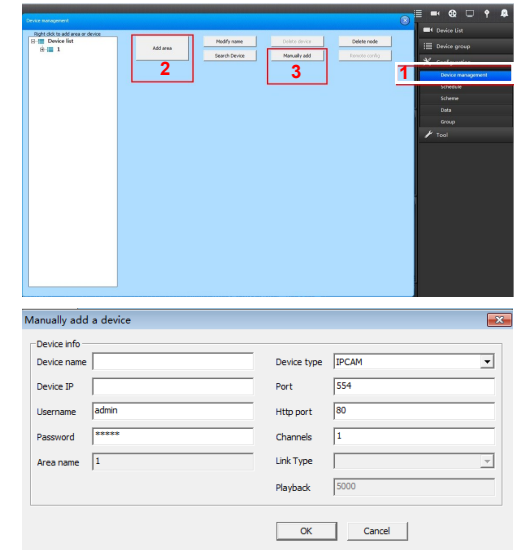 Device management
Right click to add area or device
Device list
1
Add area
Modify name
Delete device
Delete node
Search Device
Manually add
Remote config
2
3
1
Device List
Device group
Configuration
Device management
Schedule
Scheme
Data
Group
Tool
Manually add a device
Device info
Device name
Device type IPCAM
Device IP
Port 554
Username admin
Http port 80
Password *****
Channels 1
Area name 1
Link Type
Playback 5000
OK Cancel